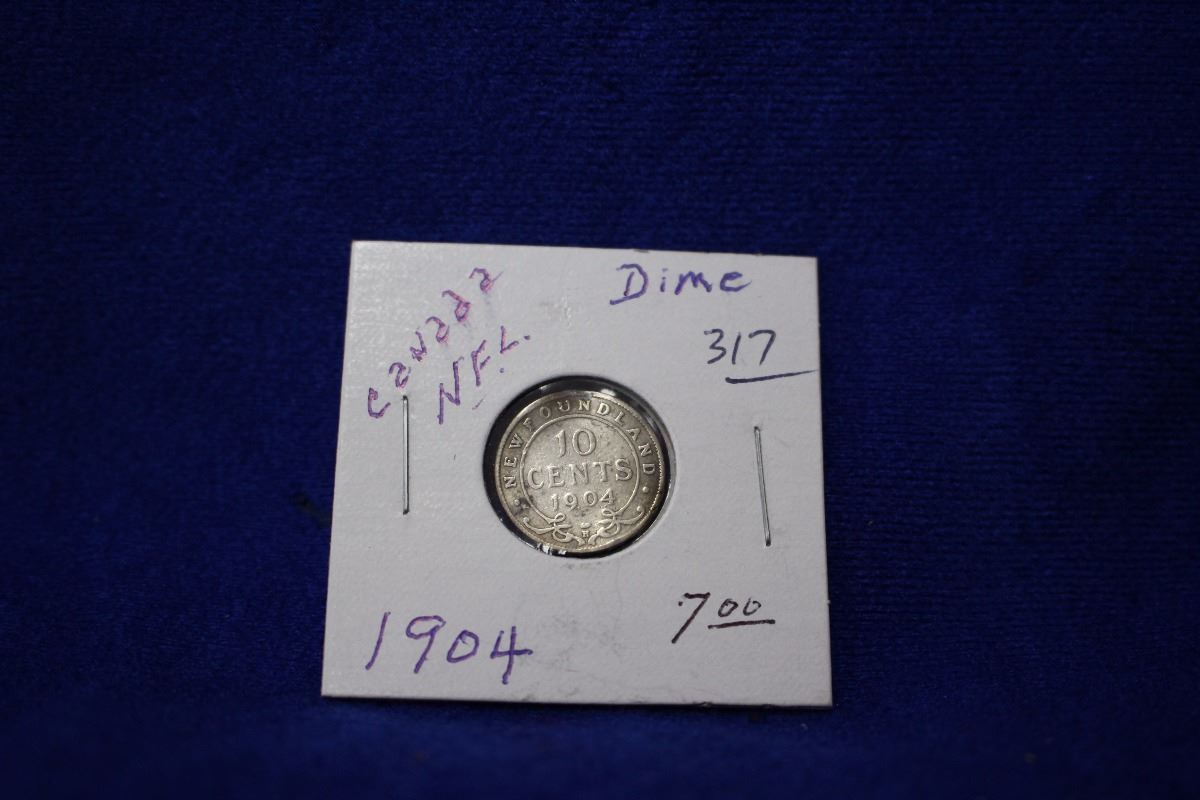 Canada
NFL.
Dime
317
NEWFOUNDLAND
10
CENTS
1904
H
1904
7.00